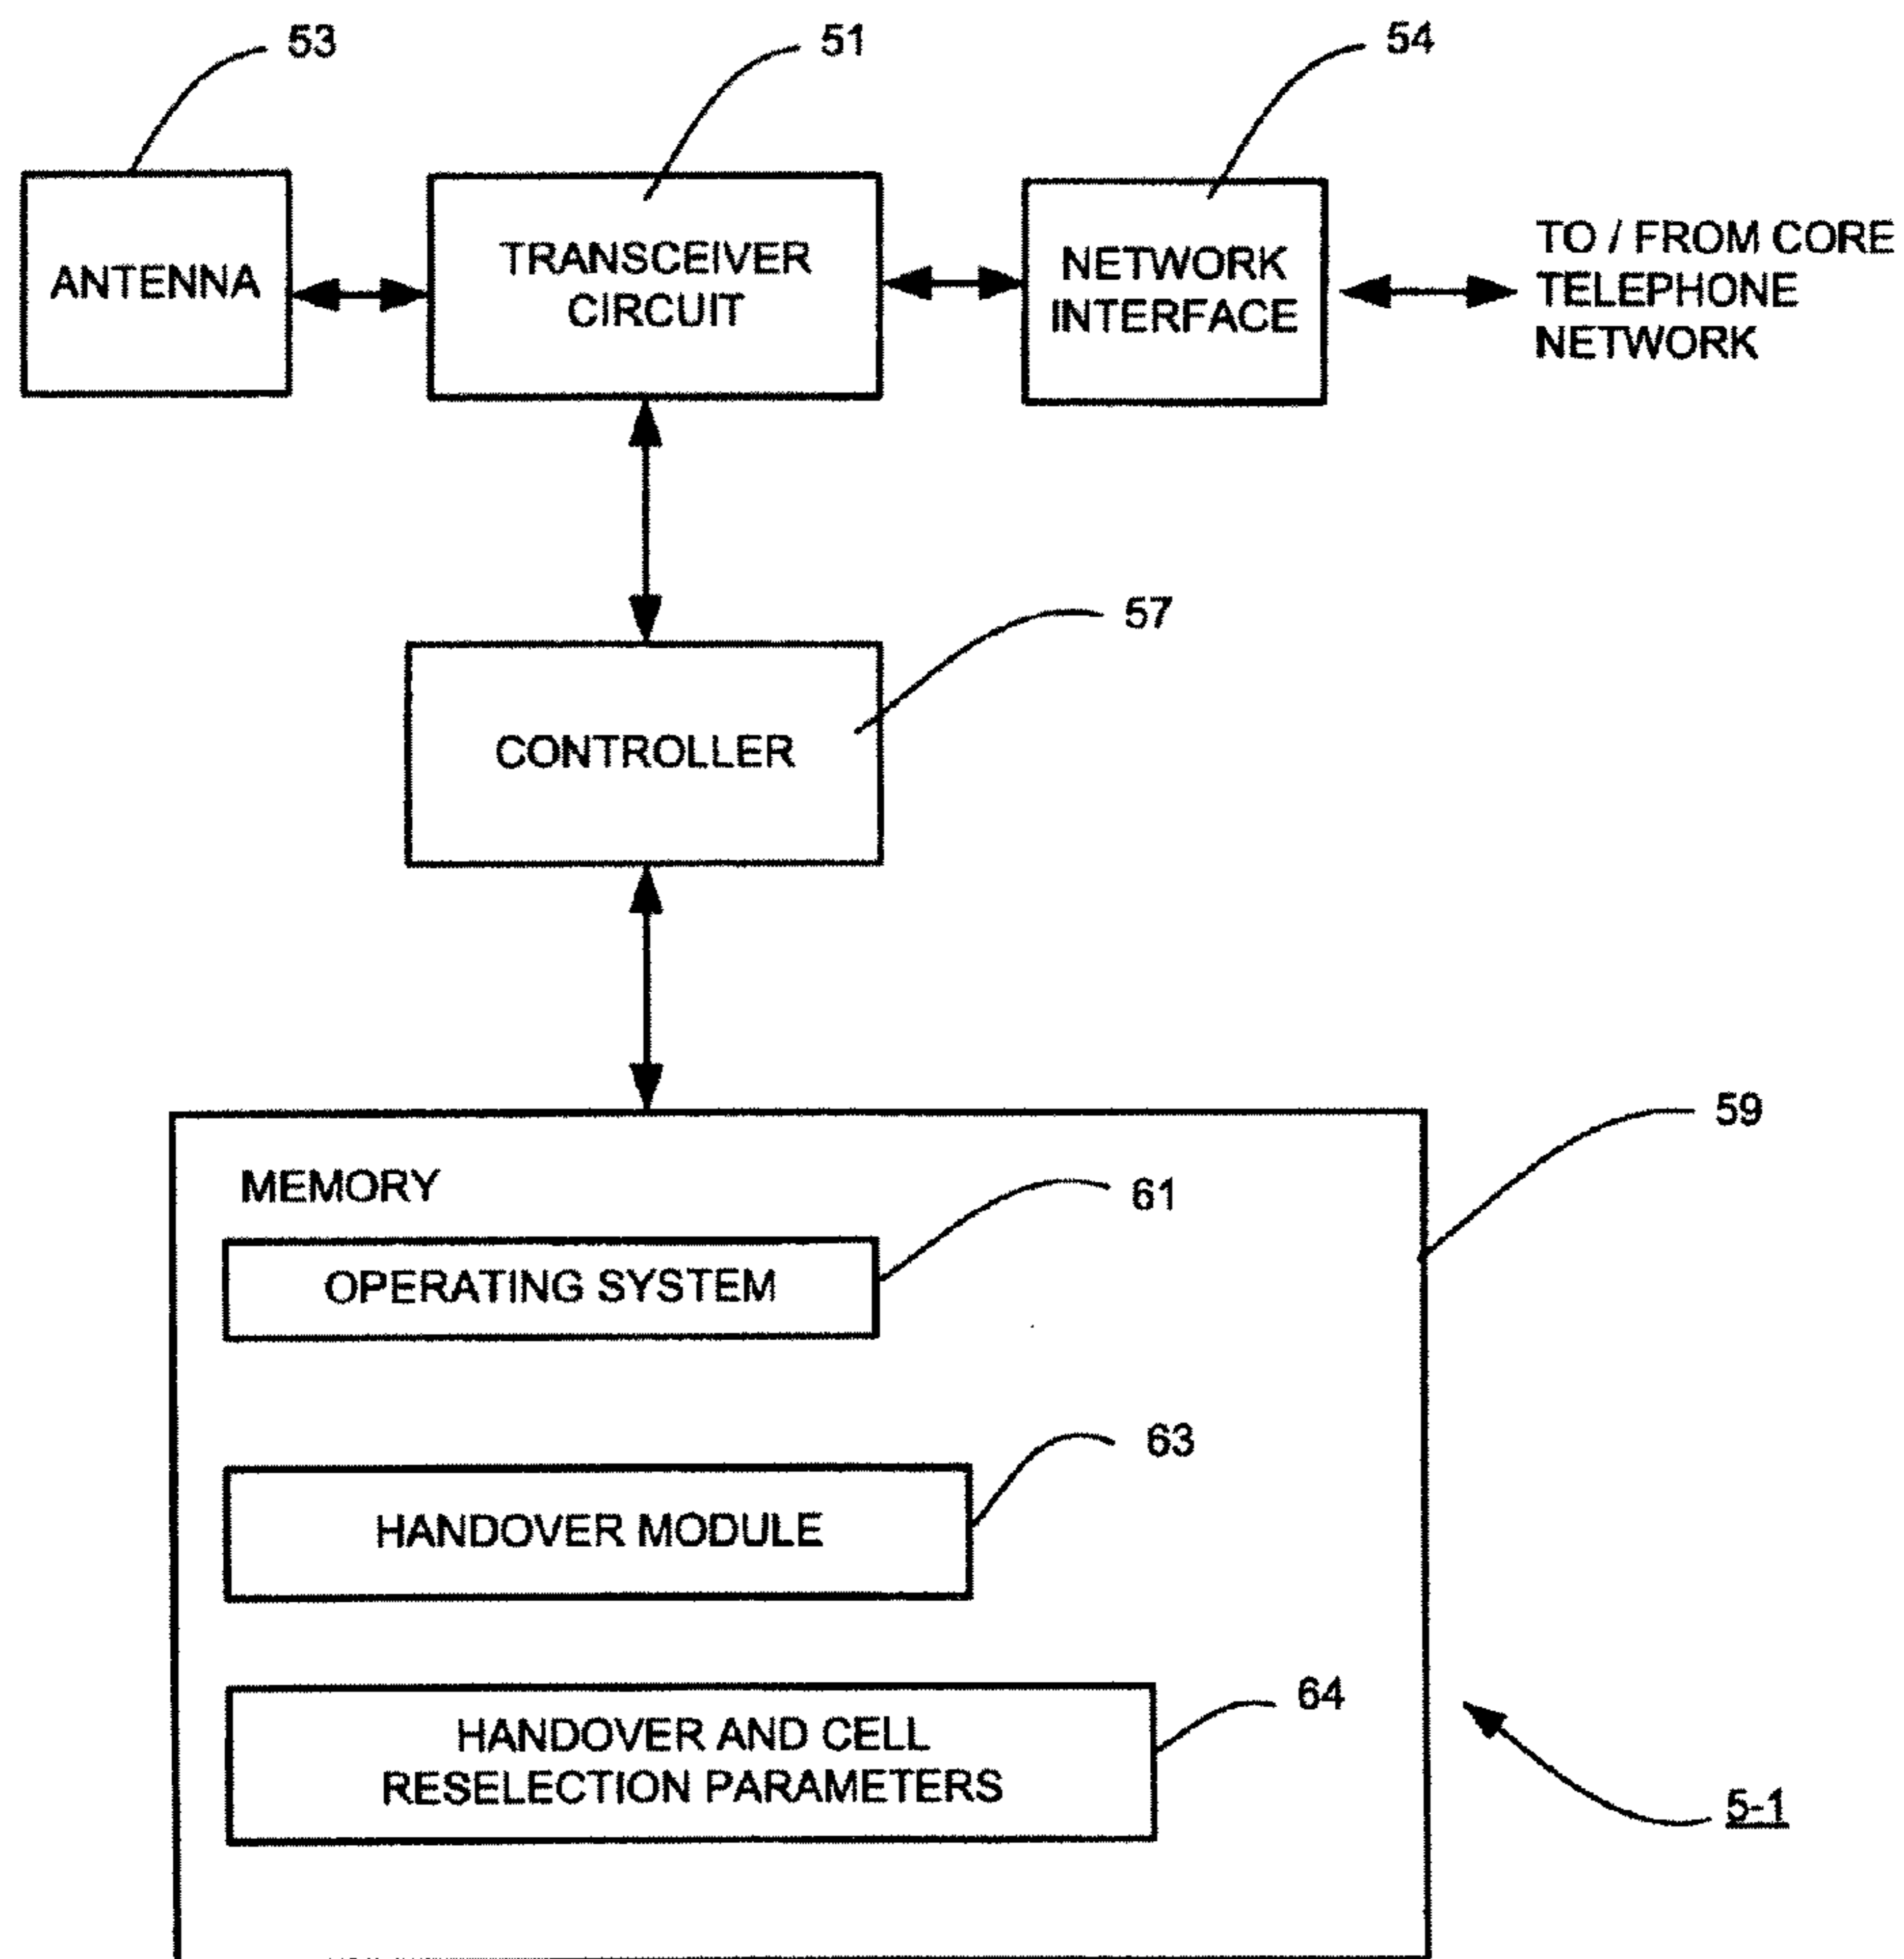 53
51
54
ANTENNA
TRANSCEIVER
CIRCUIT
NETWORK
INTERFACE
TO / FROM CORE
TELEPHONE
NETWORK
57
CONTROLLER
59
MEMORY
61
OPERATING SYSTEM
63
HANDOVER MODULE
64
HANDOVER AND CELL
RESELECTION PARAMETERS
5-1